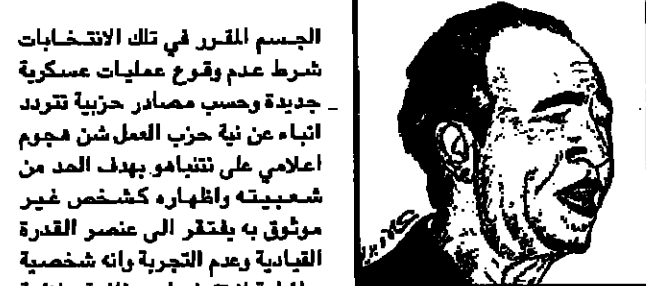 الجسم المقرر في تلك الانتخابات
شرط عدم وقوع عمليات عسكرية
جديدة وحسب مصادر حزبية تتردد
انباء عن نية حزب العمل شن هجوم
اعلامي على نتنياهو بهدف الحد من
شعبيته واظهاره كشخص غير
موثوق به يفتقر الى عنصر القدرة
القيادية وعدم التجربة وانه شخصية